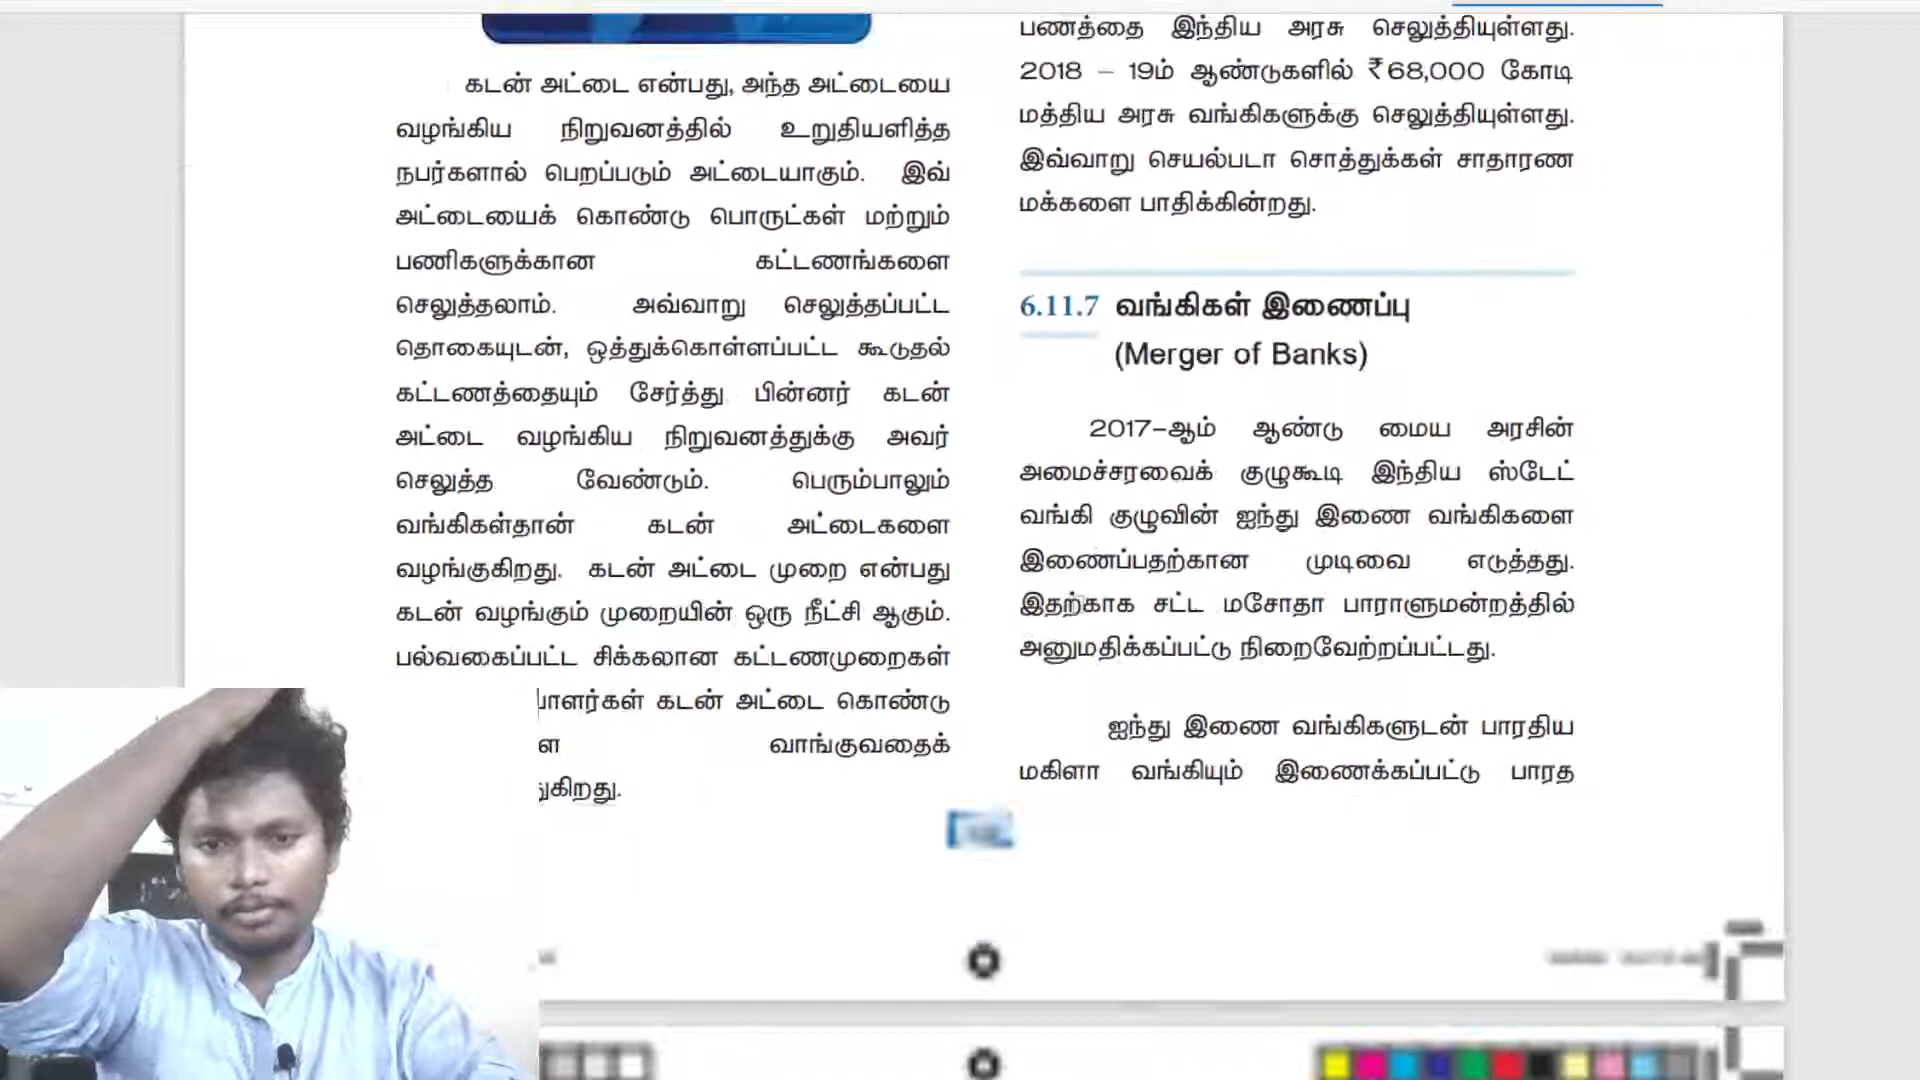 கடன் அட்டை என்பது, அந்த அட்டையை
வழங்கிய நிறுவனத்தில் உறுதியளித்த
நபர்களால் பெறப்படும் அட்டையாகும். இவ்
அட்டையைக் கொண்டு பொருட்கள் மற்றும்
பணிகளுக்கான கட்டணங்களை
செலுத்தலாம். அவ்வாறு செலுத்தப்பட்ட
தொகையுடன், ஒத்துக்கொள்ளப்பட்ட கூடுதல்
கட்டணத்தையும் சேர்த்து பின்னர் கடன்
அட்டை வழங்கிய நிறுவனத்துக்கு அவர்
செலுத்த வேண்டும். பெரும்பாலும்
வங்கிகள்தான் கடன் அட்டைகளை
வழங்குகிறது. கடன் அட்டை முறை என்பது
கடன் வழங்கும் முறையின் ஒரு நீட்சி ஆகும்.
பல்வகைப்பட்ட சிக்கலான கட்டணமுறைகள்
கடன் அட்டை கொண்டு
வாங்குவதைக்
பணத்தை இந்திய அரசு செலுத்தியுள்ளது.
2018 – 19ம் ஆண்டுகளில் ₹68,000 கோடி
மத்திய அரசு வங்கிகளுக்கு செலுத்தியுள்ளது.
இவ்வாறு செயல்படா சொத்துக்கள் சாதாரண
மக்களை பாதிக்கின்றது.
6.11.7 வங்கிகள் இணைப்பு
(Merger of Banks)
2017–ஆம் ஆண்டு மைய அரசின்
அமைச்சரவைக் குழுகூடி இந்திய ஸ்டேட்
வங்கி குழுவின் ஐந்து இணை வங்கிகளை
இணைப்பதற்கான முடிவை எடுத்தது.
இதற்காக சட்ட மசோதா பாராளுமன்றத்தில்
அனுமதிக்கப்பட்டு நிறைவேற்றப்பட்டது.
ஐந்து இணை வங்கிகளுடன் பாரதிய
மகிளா வங்கியும் இணைக்கப்பட்டு பாரத